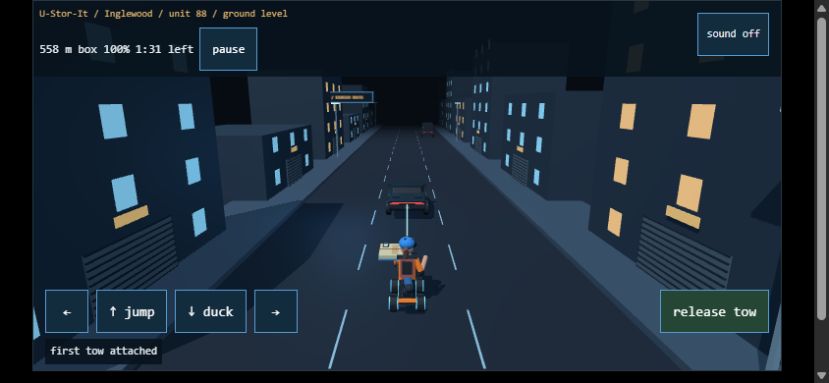 U-Stor-It / Inglewood / unit 88 / ground level
558 m box 100% 1:31 left
pause
sound off
←
↑ jump
↓ duck
→
release tow
first tow attached